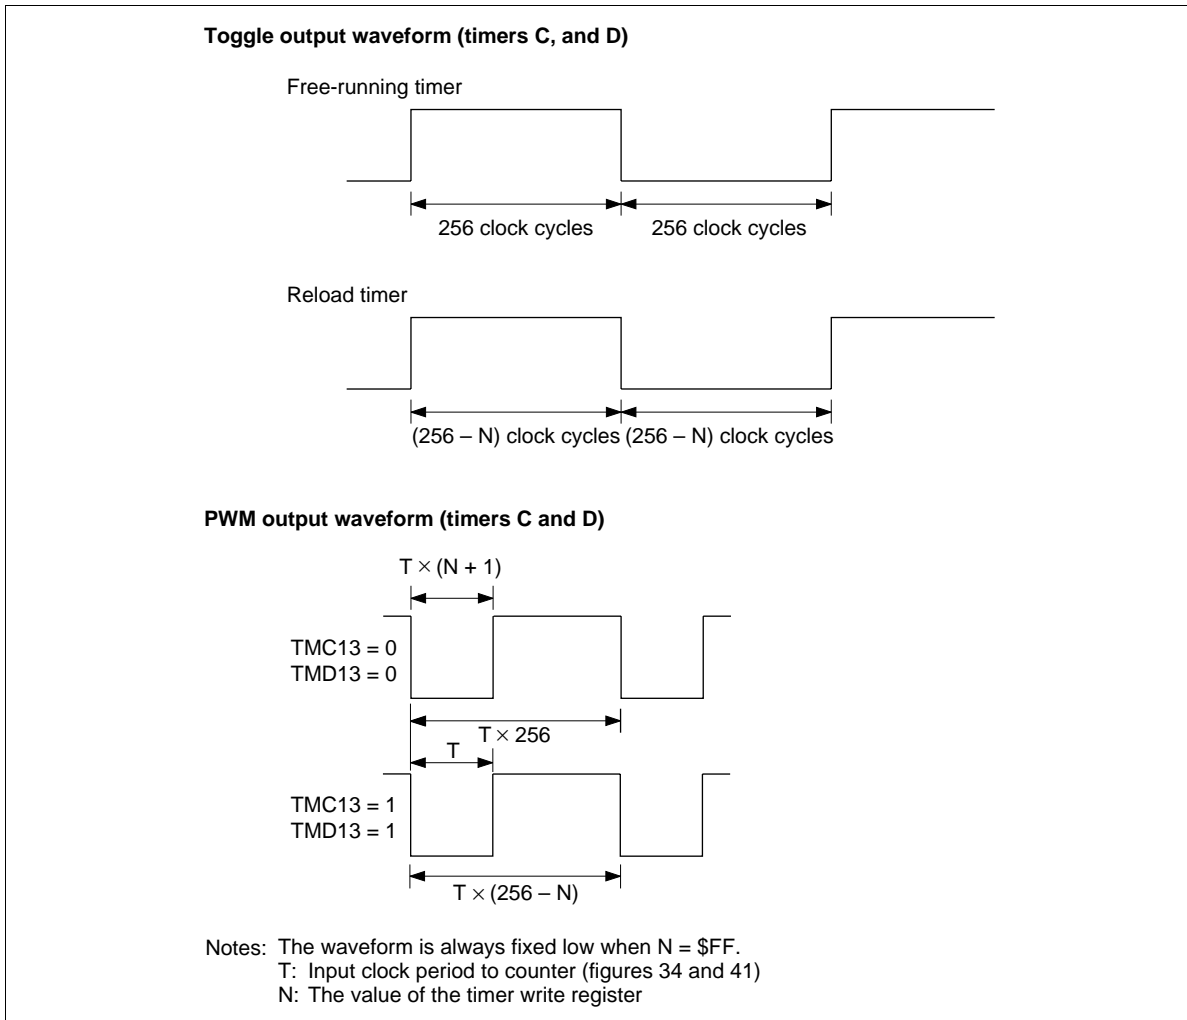 Toggle output waveform (timers C, and D)
Free-running timer
256 clock cycles 256 clock cycles
Reload timer
(256 – N) clock cycles (256 – N) clock cycles
PWM output waveform (timers C and D)
T × (N + 1)
TMC13 = 0
TMD13 = 0
T × 256
T
TMC13 = 1
TMD13 = 1
T × (256 – N)
Notes: The waveform is always fixed low when N = $FF.
T: Input clock period to counter (figures 34 and 41)
N: The value of the timer write register